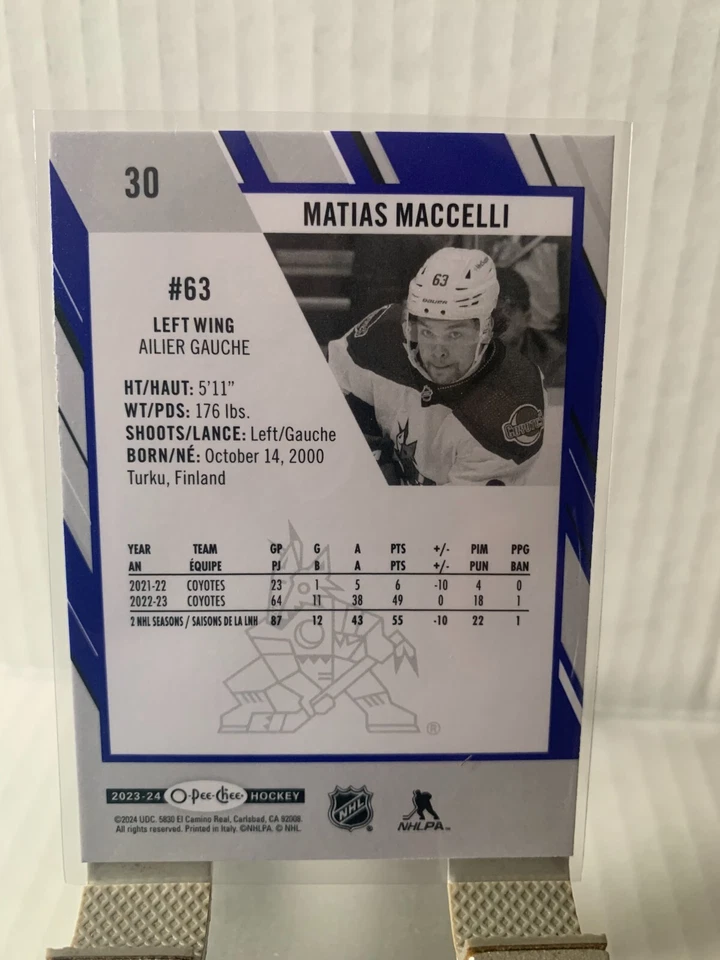 30
MATIAS MACCELLI
63
BAUER
#63
LEFT WING
AILIER GAUCHE
HT/HAUT: 5'11"
WT/PDS: 176 lbs.
SHOOTS/LANCE: Left/Gauche
BORN/NÉ: October 14, 2000
Turku, Finland
YEAR TEAM GP G A PTS +/- PIM PPG
AN ÉQUIPE PJ B A PTS +/- PUN BAN
2021-22 COYOTES 23 1 5 6 -10 4 0
2022-23 COYOTES 64 11 38 49 0 18 1
2 NHL SEASONS / SAISONS DE LA LNH 87 12 43 55 -10 22 1
®
2023-24 O-Pee-Chee HOCKEY
NHL
NHLPA™
©2024 UDC. 5830 El Camino Real, Carlsbad, CA 92008.
All rights reserved. Printed in Italy. ©NHLPA. © NHL.